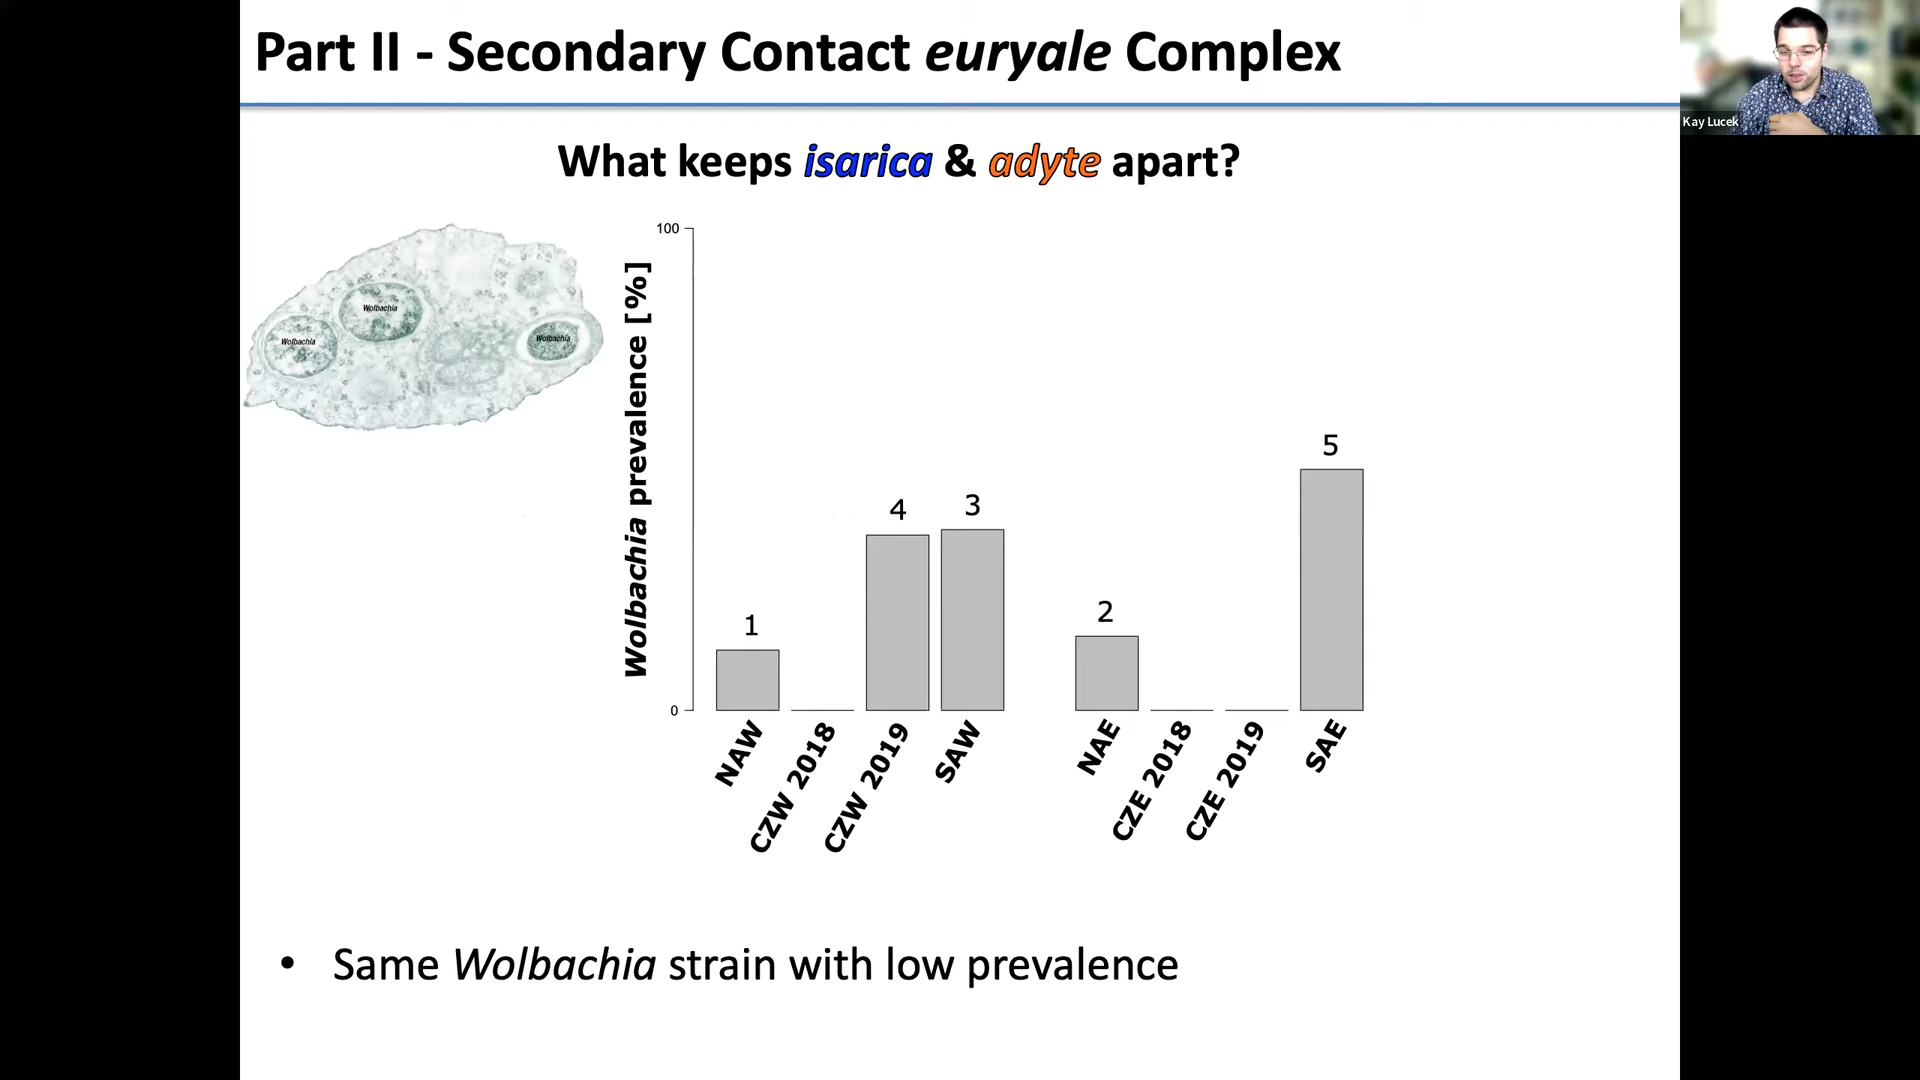 Part II - Secondary Contact euryale Complex
Kay Lucek
What keeps isarica & adyte apart?
Wolbachia
Wolbachia
Wolbachia
Wolbachia prevalence [%]
100
0
1
4
3
2
5
NAW
CZW 2018
CZW 2019
SAW
NAE
CZE 2018
CZE 2019
SAE
• Same Wolbachia strain with low prevalence